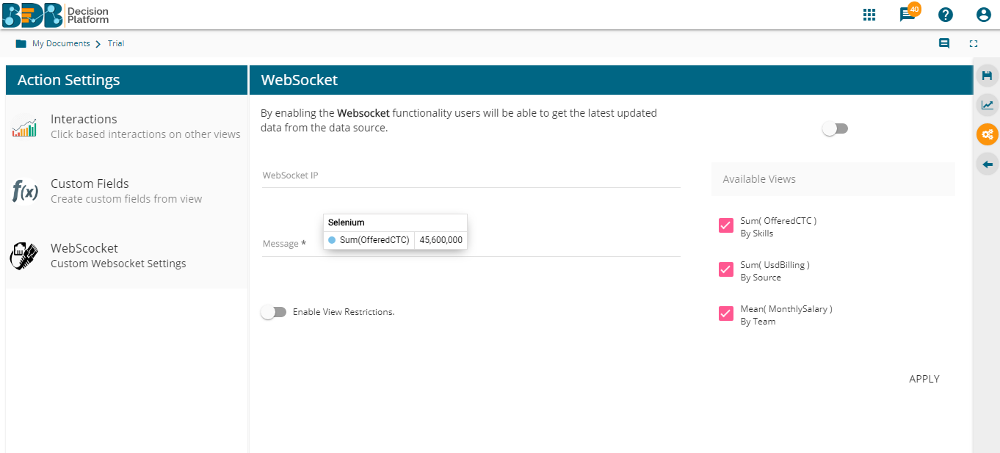 BDB Decision
Platform
40
My Documents Trial
Action Settings
WebSocket
Interactions
Click based interactions on other views
f(x)
Custom Fields
Create custom fields from view
WebScocket
Custom Websocket Settings
By enabling the Websocket functionality users will be able to get the latest updated
data from the data source.
WebSocket IP
Selenium
Sum(OfferedCTC) 45,600,000
Message *
Enable View Restrictions.
Available Views
Sum( OfferedCTC )
By Skills
Sum( UsdBilling )
By Source
Mean( MonthlySalary )
By Team
APPLY